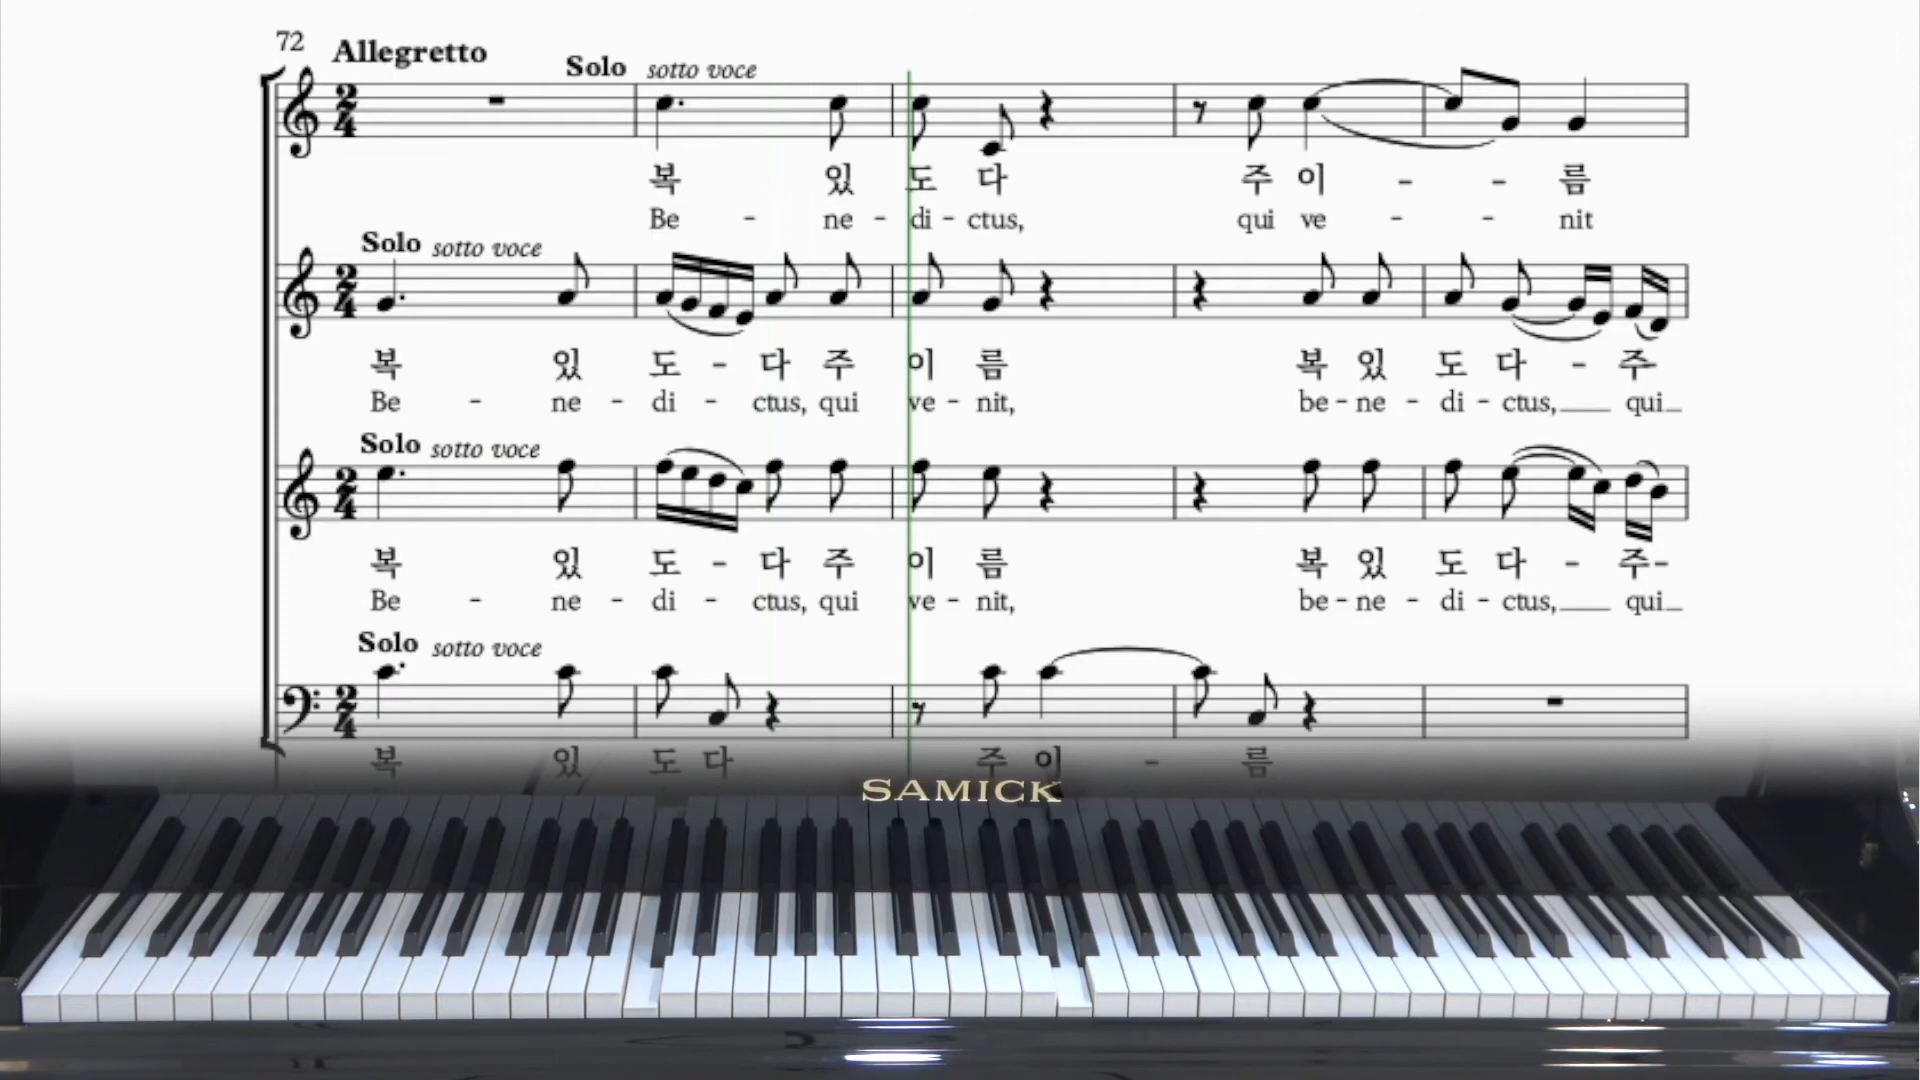 72
Allegretto
Solo sotto voce
복 있 도 다 주 이 - - 름
Be - ne - di - ctus, qui ve - - nit
Solo sotto voce
복 있 도 - 다 주 이 름 복 있 도 다 - 주
Be - ne - di - ctus, qui ve - nit, be - ne - di - ctus, qui
Solo sotto voce
복 있 도 - 다 주 이 름 복 있 도 다 - 주 -
Be - ne - di - ctus, qui ve - nit, be - ne - di - ctus, qui
Solo sotto voce
복 있 도 다 주 이 - 름
SAMICK